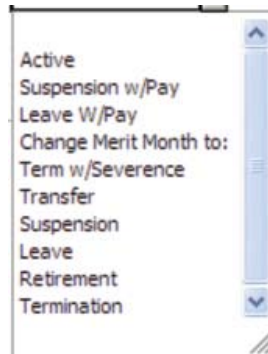 Active
Suspension w/Pay
Leave W/Pay
Change Merit Month to:
Term w/Severence
Transfer
Suspension
Leave
Retirement
Termination